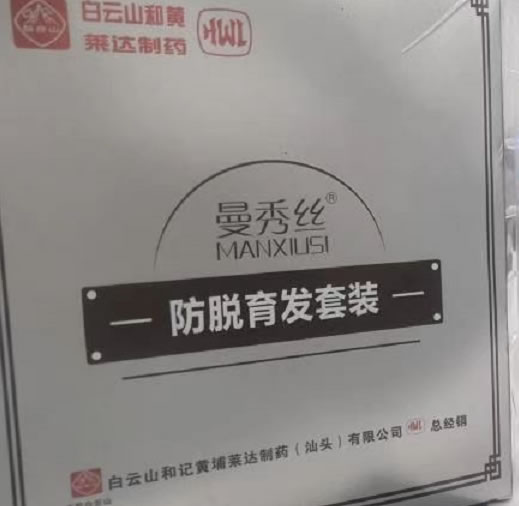 白云山和黄
莱达制药
HWL
曼秀丝®
MANXIUSI
防脱育发套装
白云山和记黄埔莱达制药(汕头)有限公司 HWL 总经销